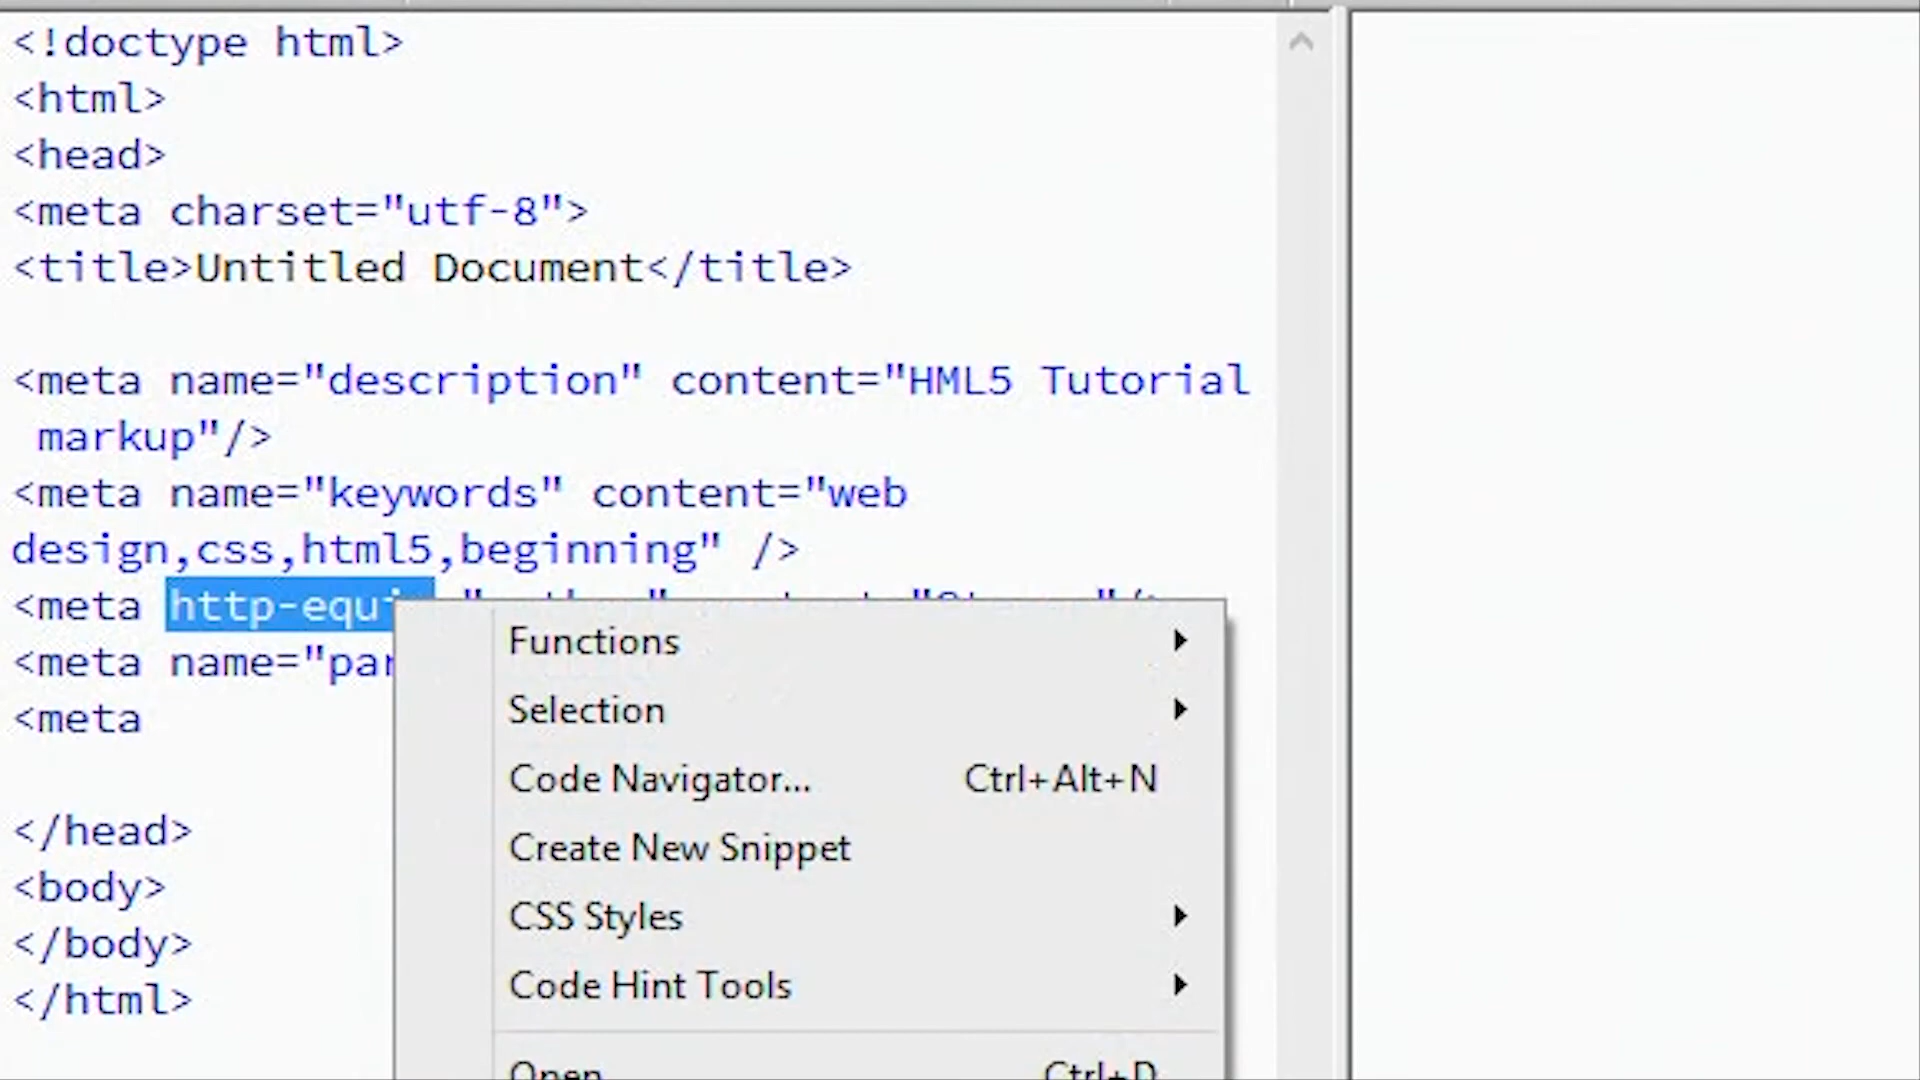 <!doctype html>
<html>
<head>
<meta charset="utf-8">
<title>Untitled Document</title>
<meta name="description" content="HML5 Tutorial
markup"/>
<meta name="keywords" content="web
design,css,html5,beginning" />
<meta http-equi
<meta name="par
<meta
</head>
<body>
</body>
</html>
Functions
Selection
Code Navigator... Ctrl+Alt+N
Create New Snippet
CSS Styles
Code Hint Tools
Open Ctrl+D